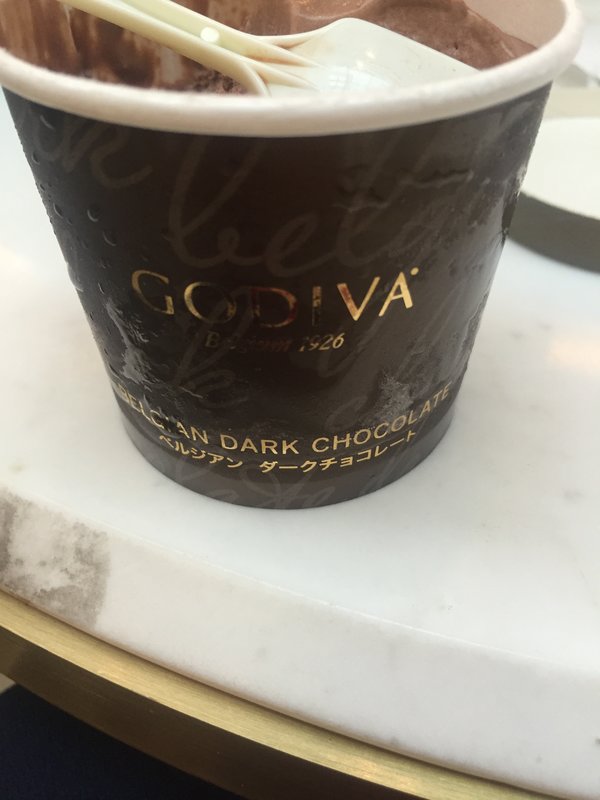 GODIVA
Belgium 1926
BELGIAN DARK CHOCOLATE
ベルジアン ダークチョコレート